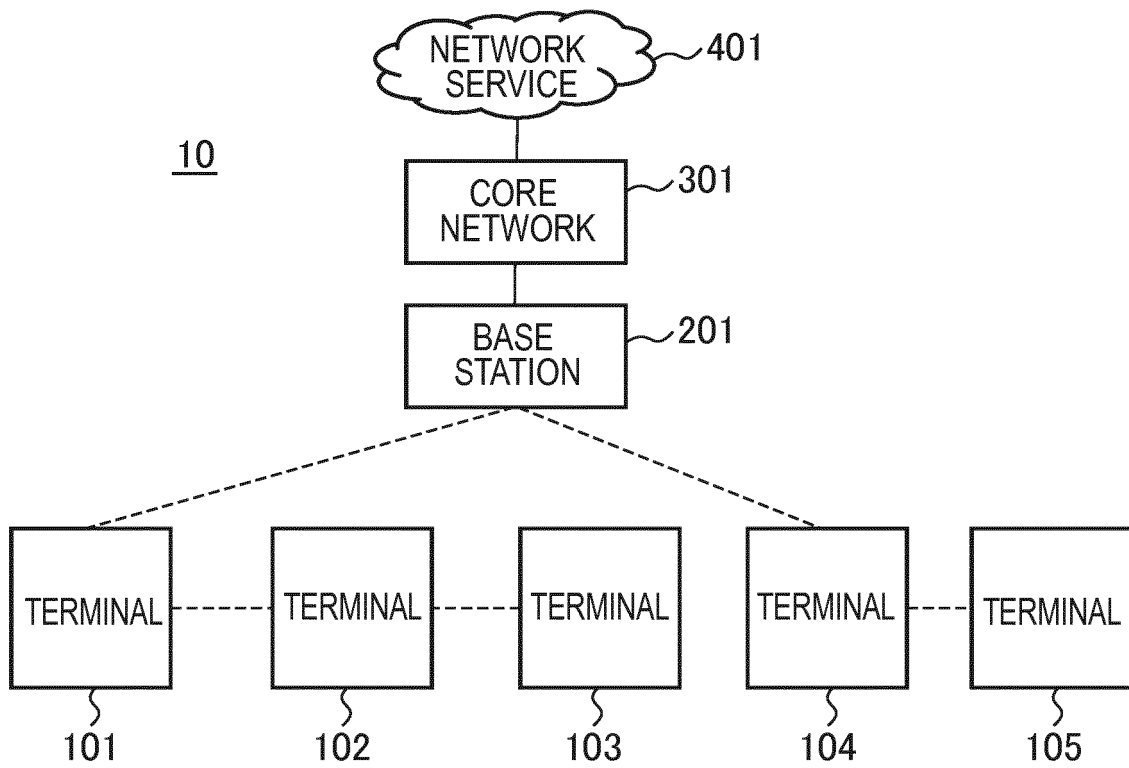 NETWORK
SERVICE
401
10
CORE
NETWORK
301
BASE
STATION
201
TERMINAL
TERMINAL
TERMINAL
TERMINAL
TERMINAL
101
102
103
104
105